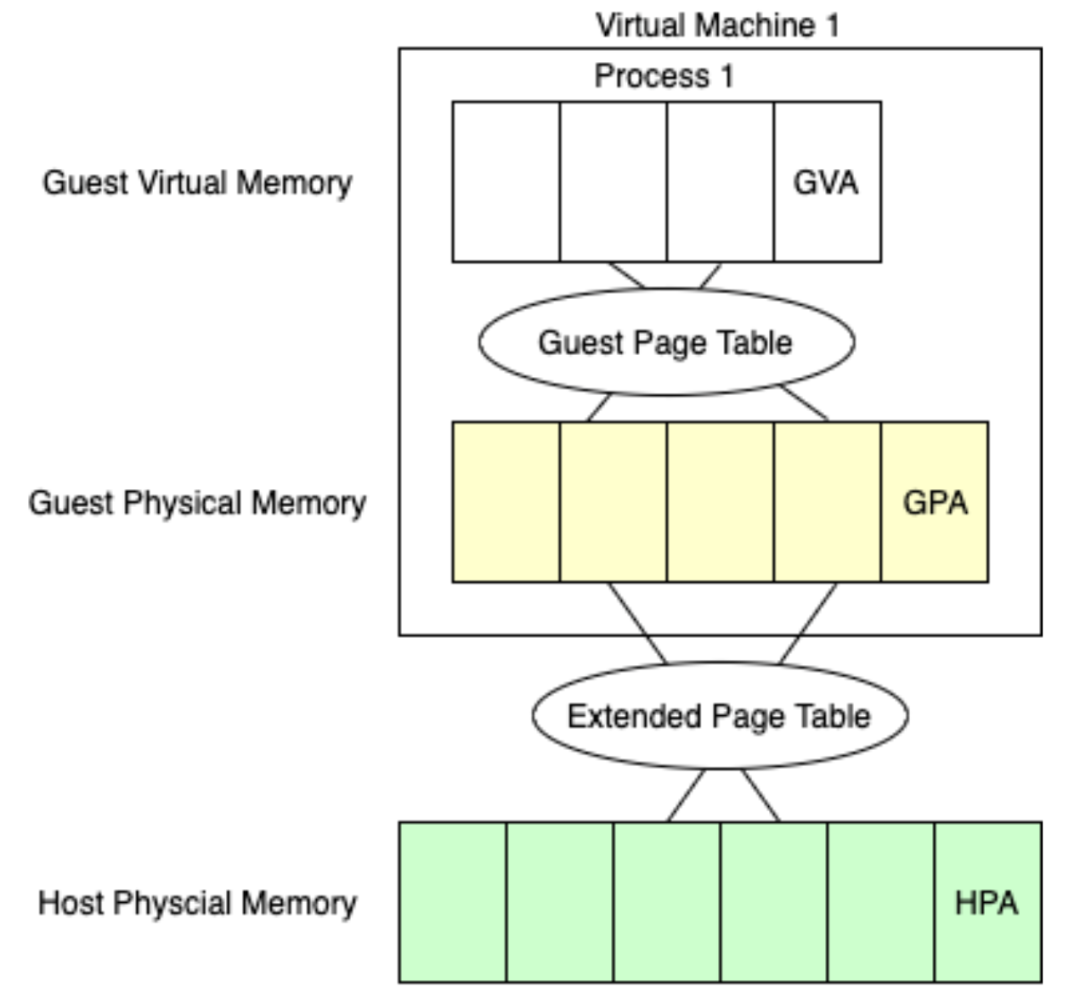 Virtual Machine 1
Process 1
Guest Virtual Memory
GVA
Guest Page Table
Guest Physical Memory
GPA
Extended Page Table
Host Physcial Memory
HPA